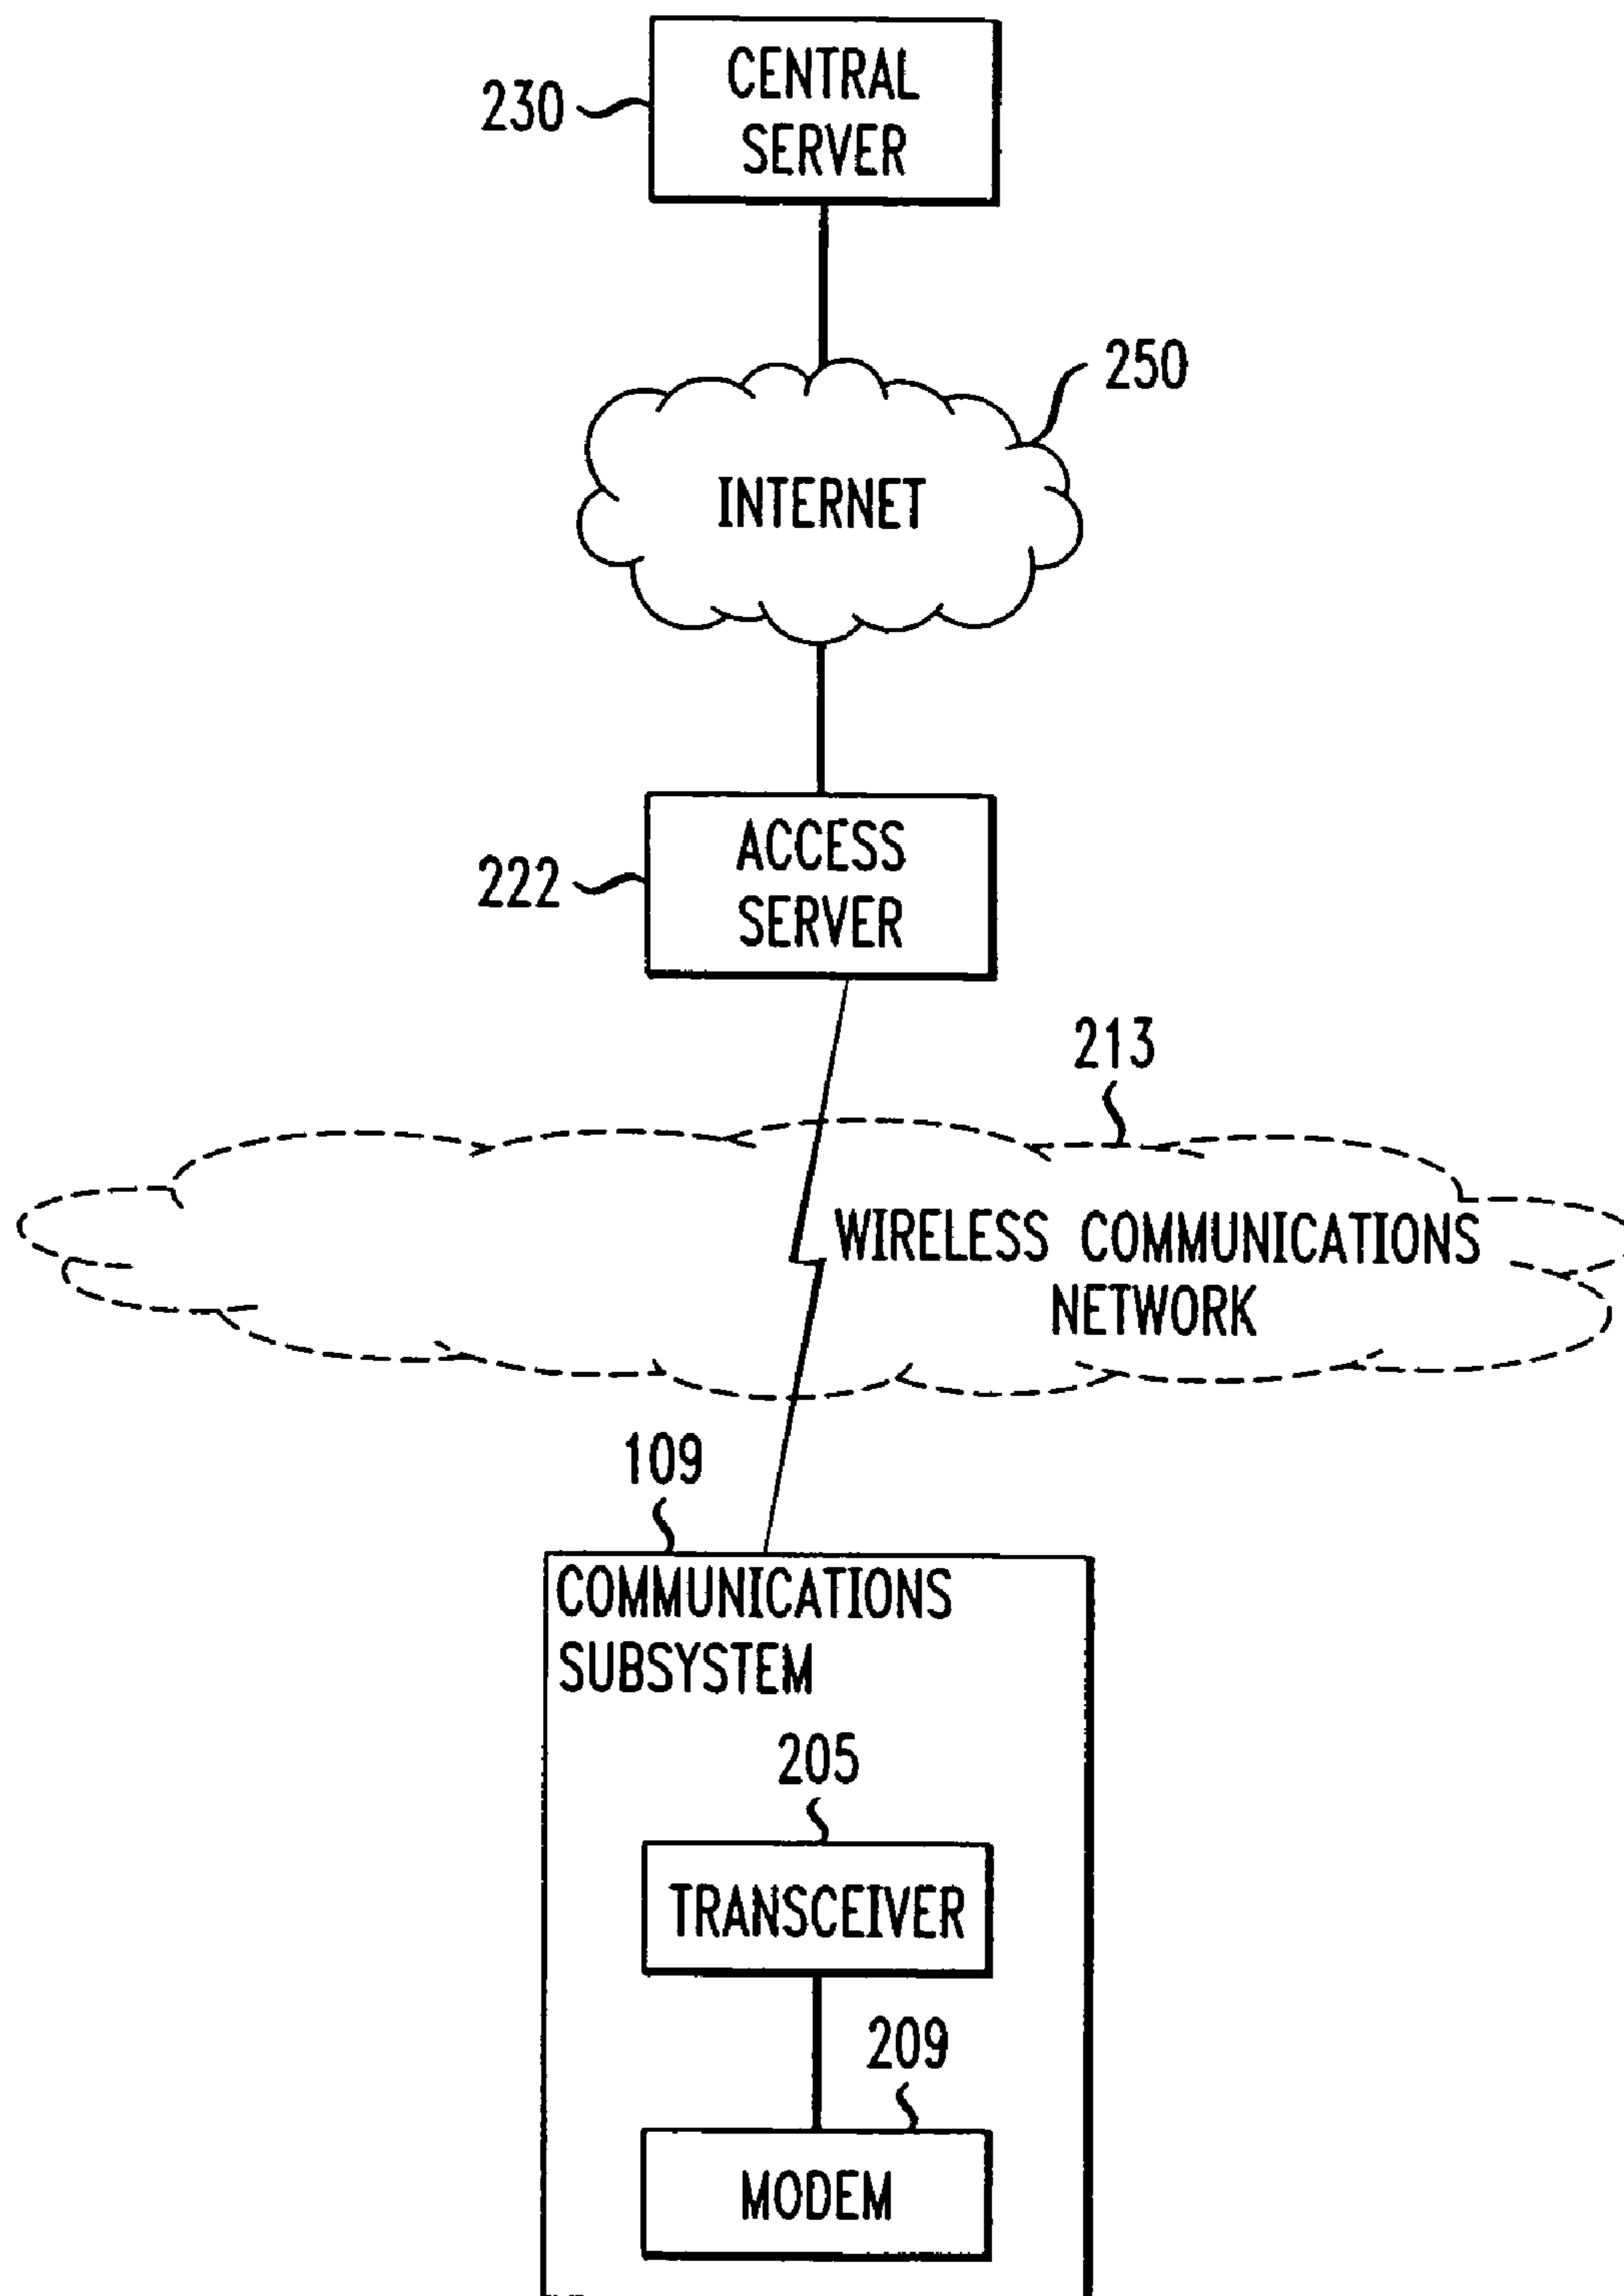 230
CENTRAL
SERVER
250
INTERNET
222
ACCESS
SERVER
213
WIRELESS COMMUNICATIONS
NETWORK
109
COMMUNICATIONS
SUBSYSTEM
205
TRANSCEIVER
209
MODEM